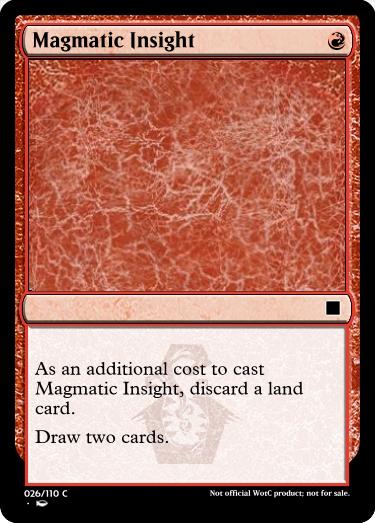 Magmatic Insight
As an additional cost to cast
Magmatic Insight, discard a land
card.
Draw two cards.
026/110 C
Not official WotC product; not for sale.